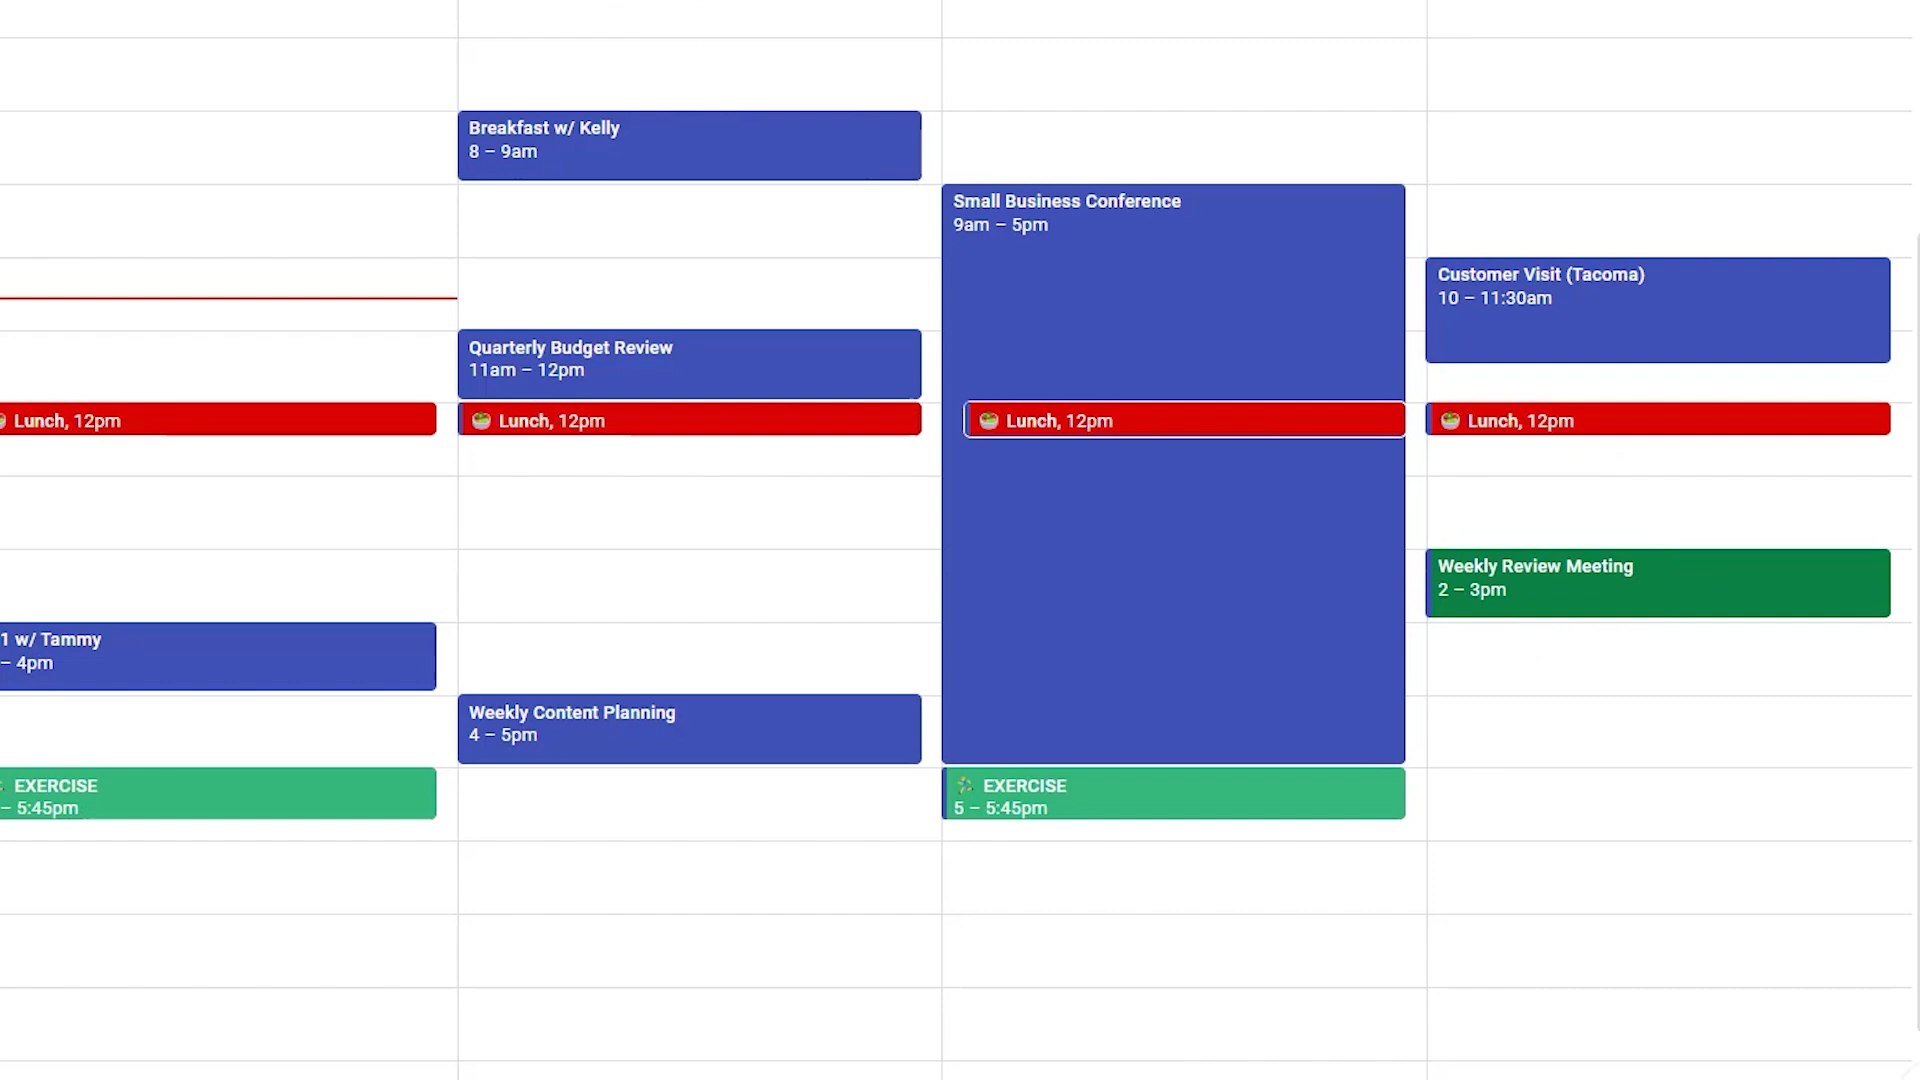 Lunch, 12pm
1 w/ Tammy
– 4pm
EXERCISE
– 5:45pm
Breakfast w/ Kelly
8 – 9am
Quarterly Budget Review
11am – 12pm
Lunch, 12pm
Weekly Content Planning
4 – 5pm
Small Business Conference
9am – 5pm
Lunch, 12pm
EXERCISE
5 – 5:45pm
Customer Visit (Tacoma)
10 – 11:30am
Lunch, 12pm
Weekly Review Meeting
2 – 3pm